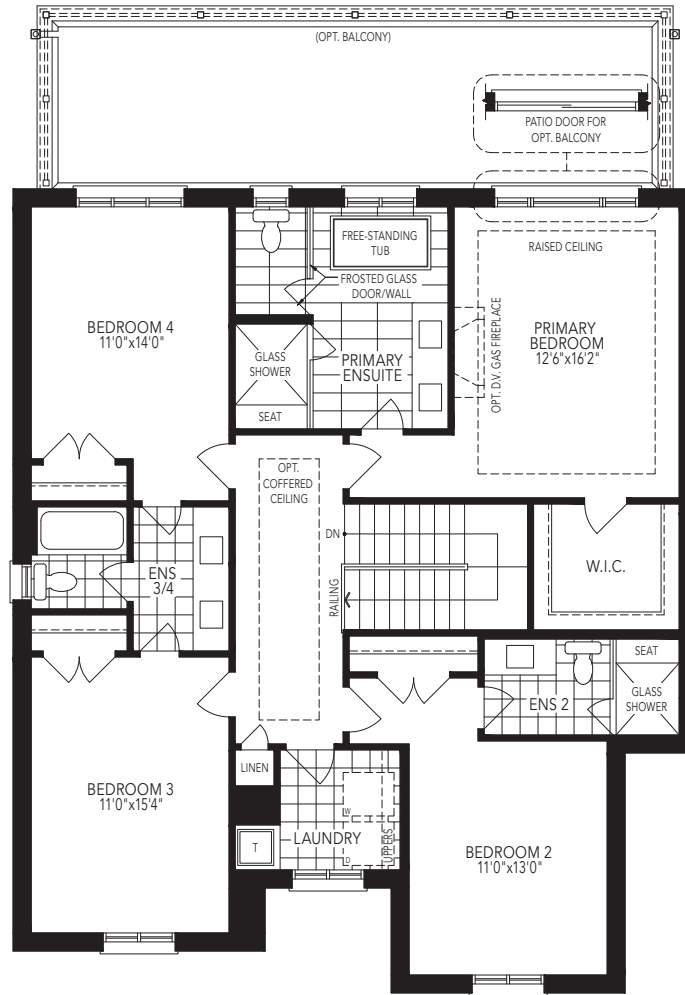 (OPT. BALCONY)
PATIO DOOR FOR
OPT. BALCONY
FREE-STANDING
TUB
RAISED CEILING
FROSTED GLASS
DOOR/WALL
BEDROOM 4
11'0"x14'0"
GLASS
SHOWER
SEAT
PRIMARY
ENSUITE
OPT. D.V. GAS FIREPLACE
PRIMARY
BEDROOM
12'6"x16'2"
OPT.
COFFERED
CEILING
DN
RAILING
W.I.C.
ENS
3/4
SEAT
GLASS
SHOWER
ENS 2
LINEN
BEDROOM 3
11'0"x15'4"
T
LAUNDRY
W
D
UPPERS
BEDROOM 2
11'0"x13'0"